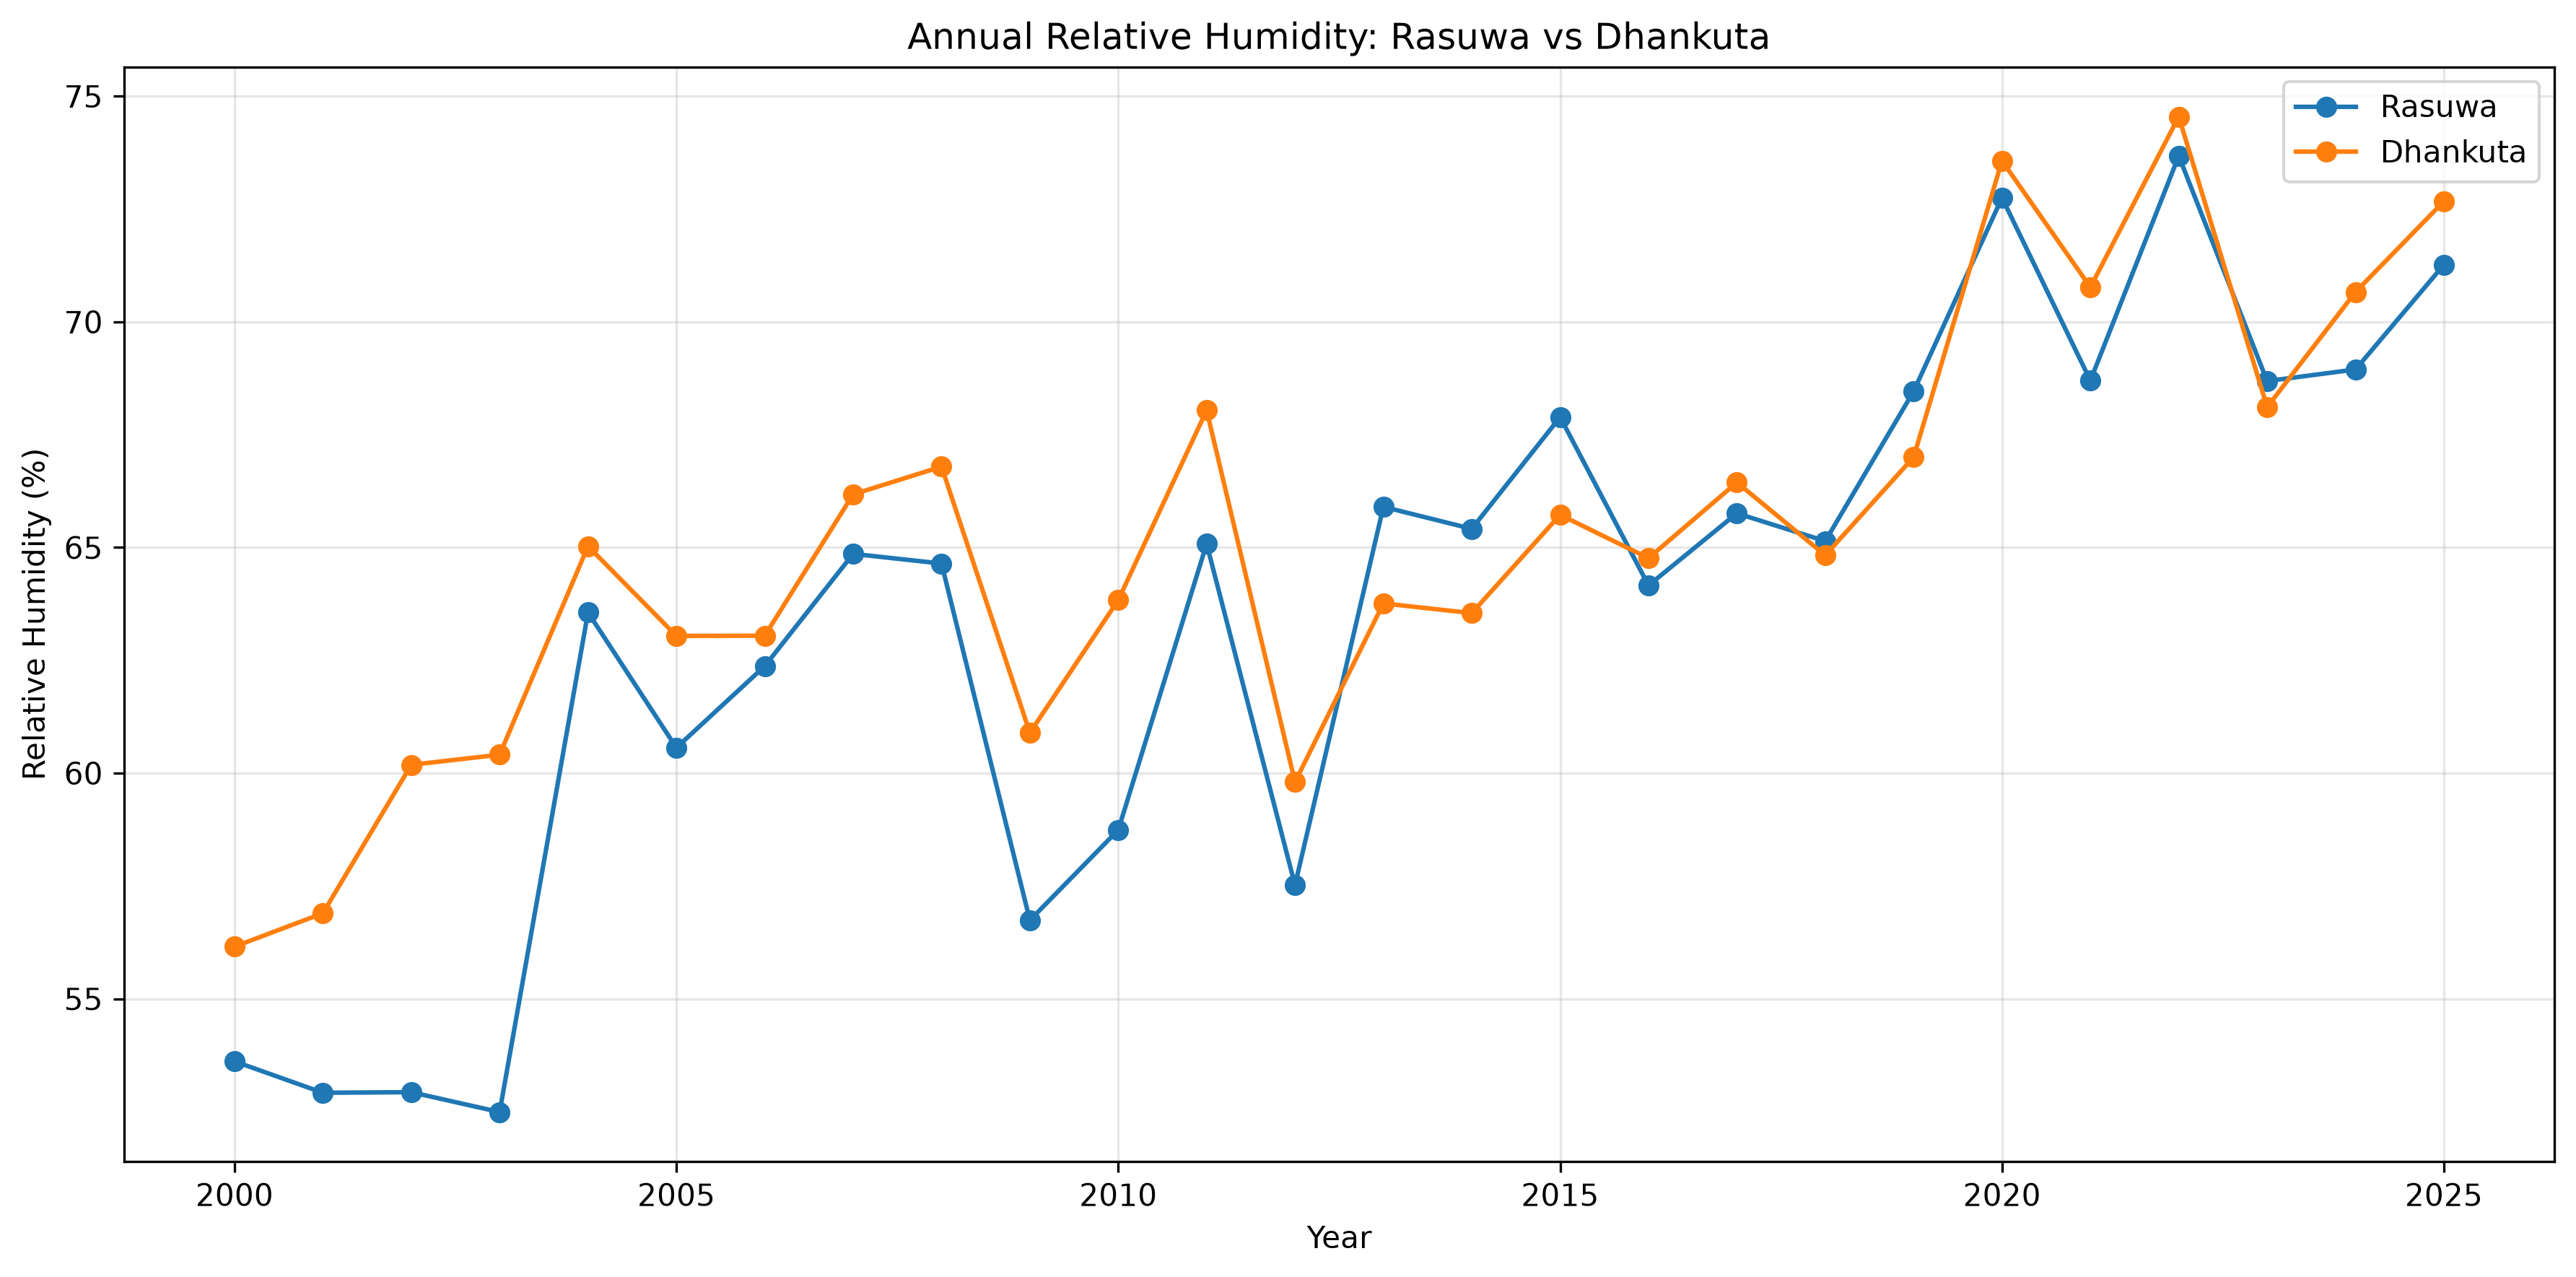 Annual Relative Humidity: Rasuwa vs Dhankuta
Rasuwa
Dhankuta
Relative Humidity (%)
75
70
65
60
55
2000 2005 2010 2015 2020 2025
Year